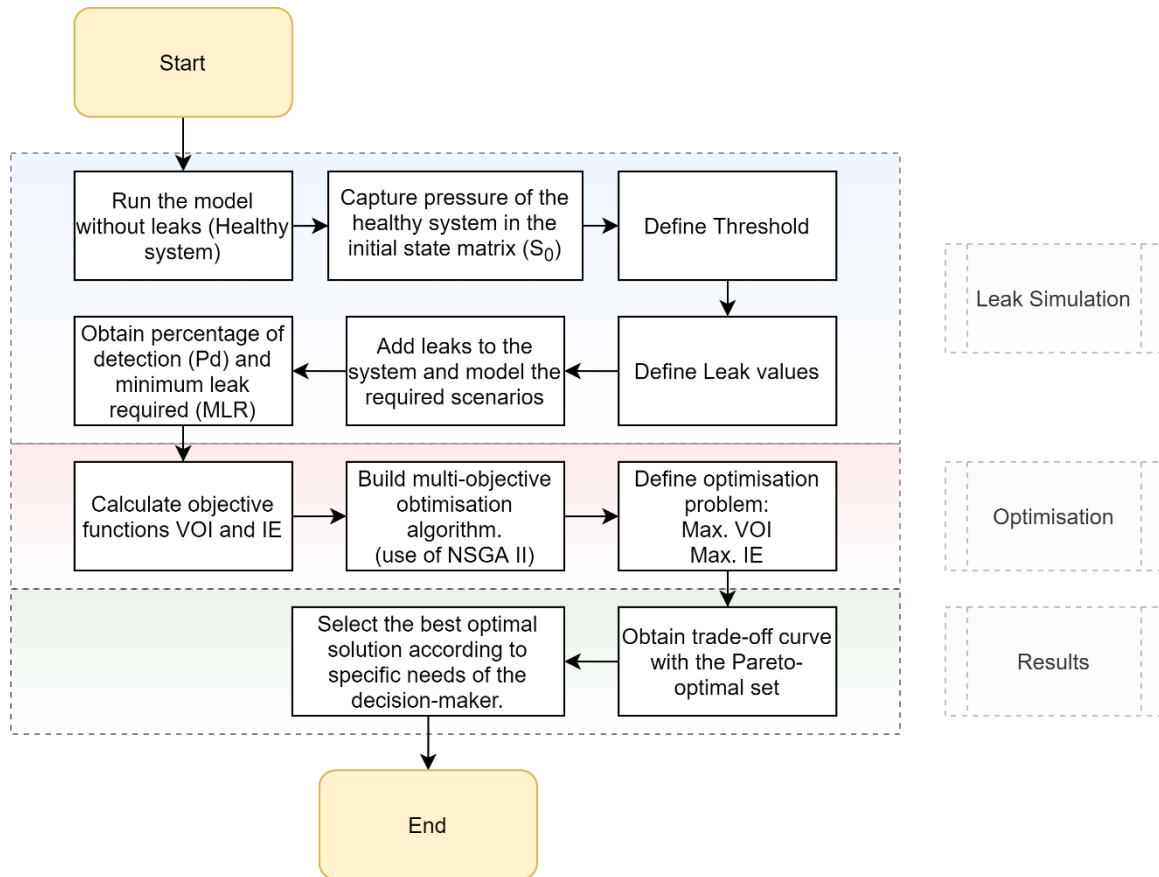 Start
Run the model
without leaks (Healthy
system)
Capture pressure of the
healthy system in the
initial state matrix (S0)
Define Threshold
Leak Simulation
Obtain percentage of
detection (Pd) and
minimum leak
required (MLR)
Add leaks to the
system and model the
required scenarios
Define Leak values
Calculate objective
functions VOI and IE
Build multi-objective
obtimisation
algorithm.
(use of NSGA II)
Define optimisation
problem:
Max. VOI
Max. IE
Optimisation
Select the best optimal
solution according to
specific needs of the
decision-maker.
Obtain trade-off curve
with the Pareto-
optimal set
Results
End